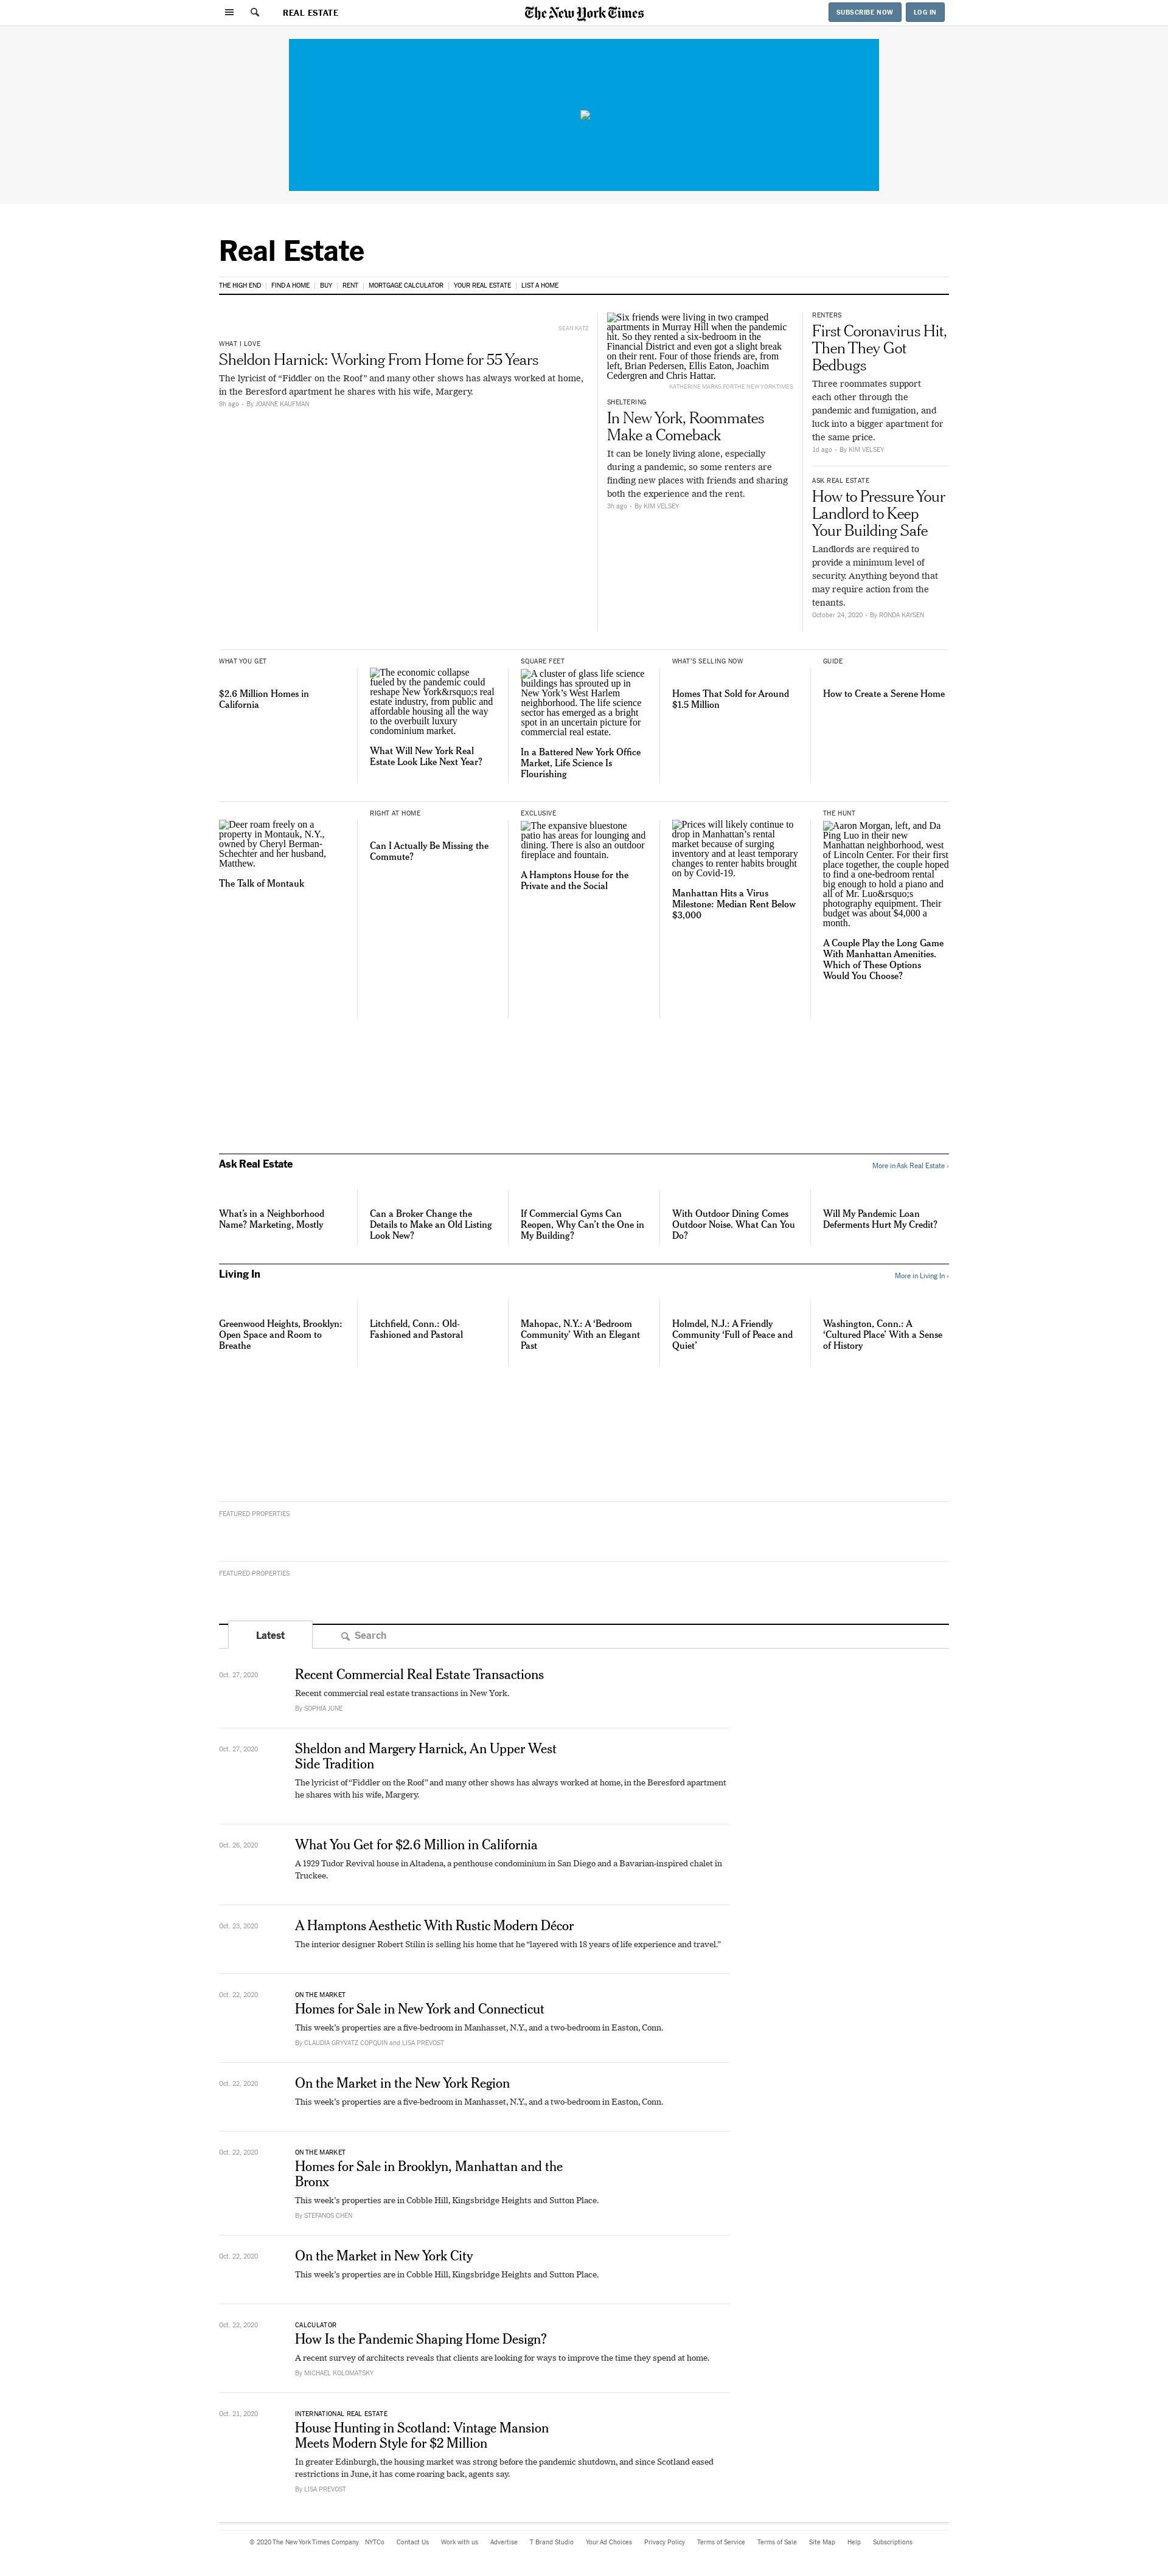 REAL ESTATE
The New York Times
SUBSCRIBE NOW
LOG IN
Real Estate
THE HIGH END | FIND A HOME | BUY | RENT | MORTGAGE CALCULATOR | YOUR REAL ESTATE | LIST A HOME
SEAN KATZ
WHAT I LOVE
Sheldon Harnick: Working From Home for 55 Years
The lyricist of “Fiddler on the Roof” and many other shows has always worked at home,
in the Beresford apartment he shares with his wife, Margery.
8h ago · By JOANNE KAUFMAN
Six friends were living in two cramped
apartments in Murray Hill when the pandemic
hit. So they rented a six-bedroom in the
Financial District and even got a slight break
on their rent. Four of those friends are, from
left, Brian Pedersen, Ellis Eaton, Joachim
Cedergren and Chris Hattar.
KATHERINE MARKS FOR THE NEW YORK TIMES
SHELTERING
In New York, Roommates
Make a Comeback
It can be lonely living alone, especially
during a pandemic, so some renters are
finding new places with friends and sharing
both the experience and the rent.
3h ago · By KIM VELSEY
RENTERS
First Coronavirus Hit,
Then They Got
Bedbugs
Three roommates support
each other through the
pandemic and fumigation, and
luck into a bigger apartment for
the same price.
1d ago · By KIM VELSEY
ASK REAL ESTATE
How to Pressure Your
Landlord to Keep
Your Building Safe
Landlords are required to
provide a minimum level of
security. Anything beyond that
may require action from the
tenants.
October 24, 2020 · By RONDA KAYSEN
WHAT YOU GET
$2.6 Million Homes in
California
The economic collapse
fueled by the pandemic could
reshape New York&rsquo;s real
estate industry, from public and
affordable housing all the way
to the overbuilt luxury
condominium market.
What Will New York Real
Estate Look Like Next Year?
SQUARE FEET
A cluster of glass life science
buildings has sprouted up in
New York’s West Harlem
neighborhood. The life science
sector has emerged as a bright
spot in an uncertain picture for
commercial real estate.
In a Battered New York Office
Market, Life Science Is
Flourishing
WHAT’S SELLING NOW
Homes That Sold for Around
$1.5 Million
GUIDE
How to Create a Serene Home
Deer roam freely on a
property in Montauk, N.Y.,
owned by Cheryl Berman-
Schechter and her husband,
Matthew.
The Talk of Montauk
RIGHT AT HOME
Can I Actually Be Missing the
Commute?
EXCLUSIVE
The expansive bluestone
patio has areas for lounging and
dining. There is also an outdoor
fireplace and fountain.
A Hamptons House for the
Private and the Social
Prices will likely continue to
drop in Manhattan’s rental
market because of surging
inventory and at least temporary
changes to renter habits brought
on by Covid-19.
Manhattan Hits a Virus
Milestone: Median Rent Below
$3,000
THE HUNT
Aaron Morgan, left, and Da
Ping Luo in their new
Manhattan neighborhood, west
of Lincoln Center. For their first
place together, the couple hoped
to find a one-bedroom rental
big enough to hold a piano and
all of Mr. Luo&rsquo;s
photography equipment. Their
budget was about $4,000 a
month.
A Couple Play the Long Game
With Manhattan Amenities.
Which of These Options
Would You Choose?
Ask Real Estate
More in Ask Real Estate ›
What’s in a Neighborhood
Name? Marketing, Mostly
Can a Broker Change the
Details to Make an Old Listing
Look New?
If Commercial Gyms Can
Reopen, Why Can’t the One in
My Building?
With Outdoor Dining Comes
Outdoor Noise. What Can You
Do?
Will My Pandemic Loan
Deferments Hurt My Credit?
Living In
More in Living In ›
Greenwood Heights, Brooklyn:
Open Space and Room to
Breathe
Litchfield, Conn.: Old-
Fashioned and Pastoral
Mahopac, N.Y.: A ‘Bedroom
Community’ With an Elegant
Past
Holmdel, N.J.: A Friendly
Community ‘Full of Peace and
Quiet’
Washington, Conn.: A
‘Cultured Place’ With a Sense
of History
FEATURED PROPERTIES
FEATURED PROPERTIES
Latest
Search
Oct. 27, 2020
Recent Commercial Real Estate Transactions
Recent commercial real estate transactions in New York.
By SOPHIA JUNE
Oct. 27, 2020
Sheldon and Margery Harnick, An Upper West
Side Tradition
The lyricist of “Fiddler on the Roof” and many other shows has always worked at home, in the Beresford apartment
he shares with his wife, Margery.
Oct. 26, 2020
What You Get for $2.6 Million in California
A 1929 Tudor Revival house in Altadena, a penthouse condominium in San Diego and a Bavarian-inspired chalet in
Truckee.
Oct. 23, 2020
A Hamptons Aesthetic With Rustic Modern Décor
The interior designer Robert Stilin is selling his home that he “layered with 18 years of life experience and travel.”
Oct. 22, 2020
ON THE MARKET
Homes for Sale in New York and Connecticut
This week’s properties are a five-bedroom in Manhasset, N.Y., and a two-bedroom in Easton, Conn.
By CLAUDIA GRYVATZ COPQUIN and LISA PREVOST
Oct. 22, 2020
On the Market in the New York Region
This week’s properties are a five-bedroom in Manhasset, N.Y., and a two-bedroom in Easton, Conn.
Oct. 22, 2020
ON THE MARKET
Homes for Sale in Brooklyn, Manhattan and the
Bronx
This week’s properties are in Cobble Hill, Kingsbridge Heights and Sutton Place.
By STEFANOS CHEN
Oct. 22, 2020
On the Market in New York City
This week’s properties are in Cobble Hill, Kingsbridge Heights and Sutton Place.
Oct. 22, 2020
CALCULATOR
How Is the Pandemic Shaping Home Design?
A recent survey of architects reveals that clients are looking for ways to improve the time they spend at home.
By MICHAEL KOLOMATSKY
Oct. 21, 2020
INTERNATIONAL REAL ESTATE
House Hunting in Scotland: Vintage Mansion
Meets Modern Style for $2 Million
In greater Edinburgh, the housing market was strong before the pandemic shutdown, and since Scotland eased
restrictions in June, it has come roaring back, agents say.
By LISA PREVOST
© 2020 The New York Times Company NYTCo Contact Us Work with us Advertise T Brand Studio Your Ad Choices Privacy Policy Terms of Service Terms of Sale Site Map Help Subscriptions